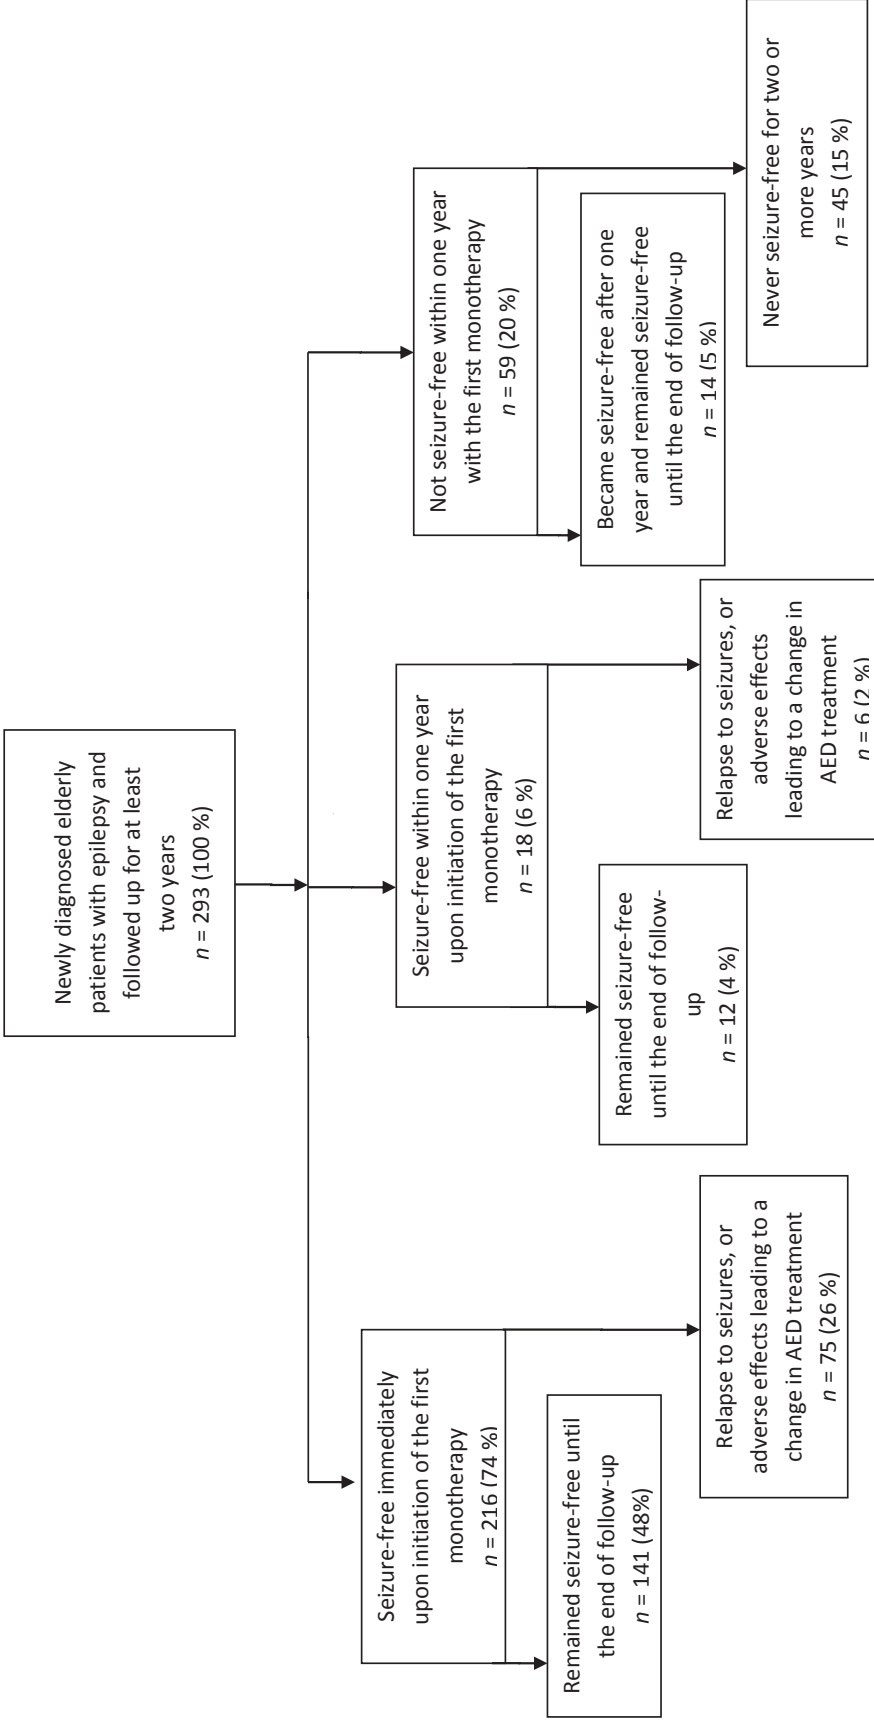 Newly diagnosed elderly
patients with epilepsy and
followed up for at least
two years
n = 293 (100 %)
Seizure-free immediately
upon initiation of the first
monotherapy
n = 216 (74 %)
Remained seizure-free until
the end of follow-up
n = 141 (48%)
Relapse to seizures, or
adverse effects leading to a
change in AED treatment
n = 75 (26 %)
Seizure-free within one year
upon initiation of the first
monotherapy
n = 18 (6 %)
Remained seizure-free
until the end of follow-
up
n = 12 (4 %)
Relapse to seizures, or
adverse effects
leading to a change in
AED treatment
n = 6 (2 %)
Not seizure-free within one year
with the first monotherapy
n = 59 (20 %)
Became seizure-free after one
year and remained seizure-free
until the end of follow-up
n = 14 (5 %)
Never seizure-free for two or
more years
n = 45 (15 %)